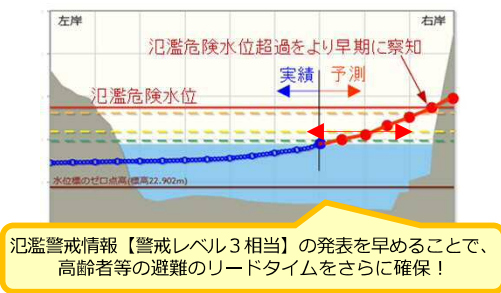 左岸
右岸
氾濫危険水位超過をより早期に察知
実績
予測
氾濫危険水位
水位標のゼロ点高(標高22.902m)
氾濫警戒情報【警戒レベル３相当】の発表を早めることで、
高齢者等の避難のリードタイムをさらに確保！